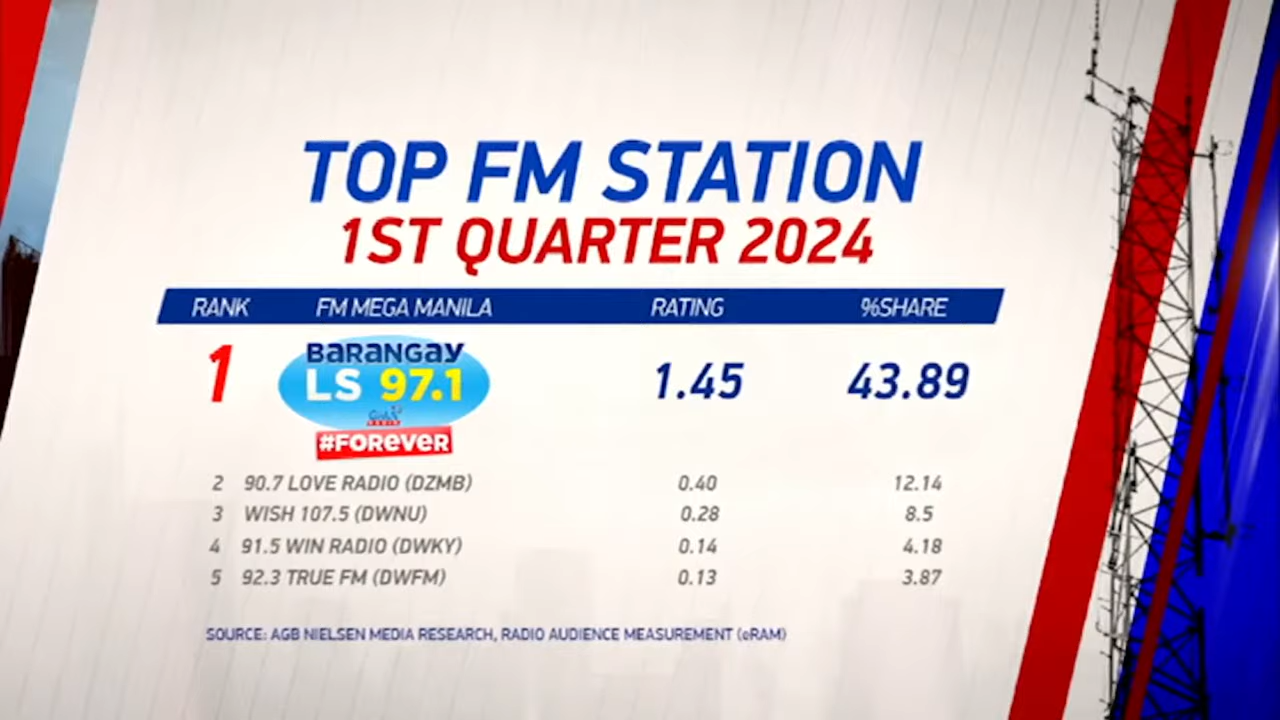 TOP FM STATION
1ST QUARTER 2024
RANK FM MEGA MANILA RATING %SHARE
1 BARANGAY LS 97.1 #FOREVER 1.45 43.89
2 90.7 LOVE RADIO (DZMB) 0.40 12.14
3 WISH 107.5 (DWNU) 0.28 8.5
4 91.5 WIN RADIO (DWKY) 0.14 4.18
5 92.3 TRUE FM (DWFM) 0.13 3.87
SOURCE: AGB NIELSEN MEDIA RESEARCH, RADIO AUDIENCE MEASUREMENT (eRAM)